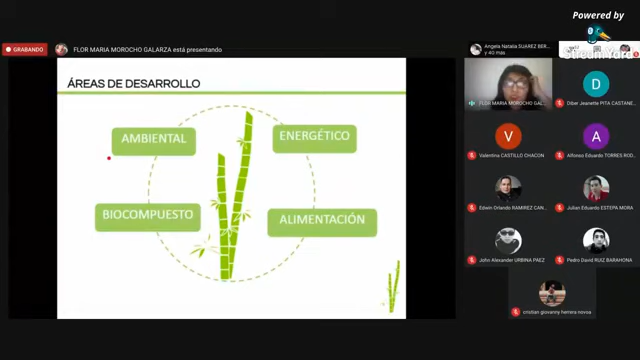 Powered by
StreamYard
GRABANDO
FLOR MARIA MOROCHO GALARZA está presentando
Angela Natalia SUAREZ BER...
y 40 más
ÁREAS DE DESARROLLO
AMBIENTAL
ENERGÉTICO
BIOCOMPUESTO
ALIMENTACIÓN
FLOR MARIA MOROCHO GAL...
D
Diber Jeanette PITA CASTAÑE...
V
Valentina CASTILLO CHACON
A
Alfonso Eduardo TORRES ROD...
Edwin Orlando RAMIREZ CAN...
Julian Eduardo ESTEPA MORA
John Alexander URBINA PAEZ
Pedro David RUIZ BARAHONA
cristian giovanny herrera novoa